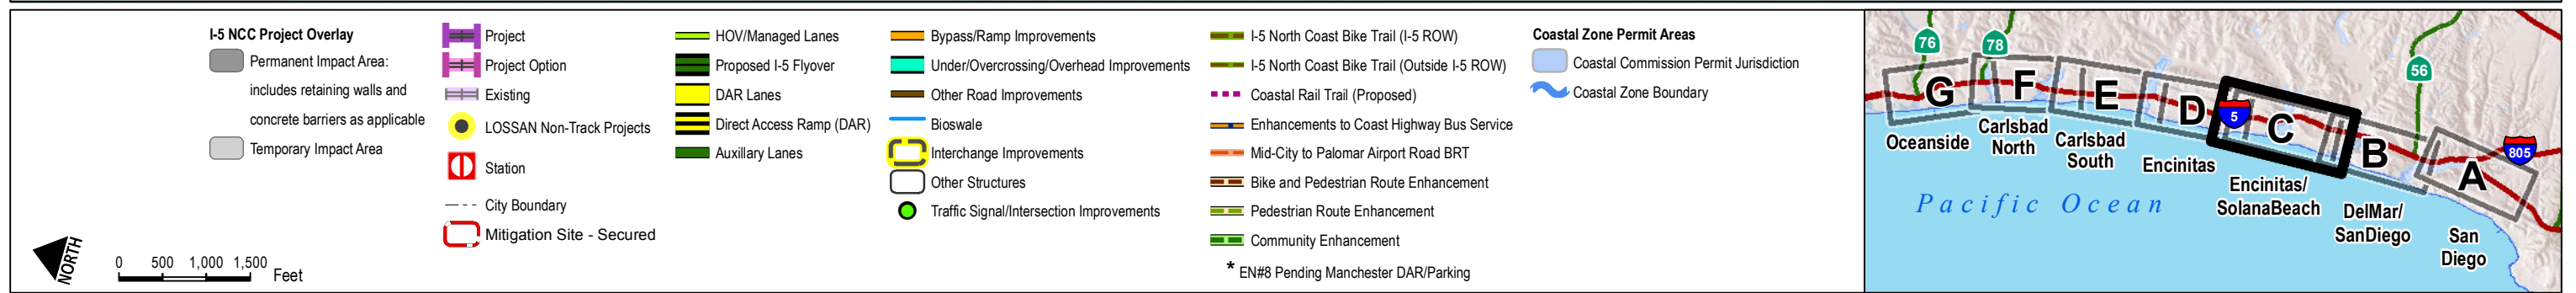 I-5 NCC Project Overlay
Permanent Impact Area:
includes retaining walls and
concrete barriers as applicable
Temporary Impact Area
NORTH
0 500 1,000 1,500
Feet
Project
Project Option
Existing
LOSSAN Non-Track Projects
Station
City Boundary
Mitigation Site - Secured
HOV/Managed Lanes
Proposed I-5 Flyover
DAR Lanes
Direct Access Ramp (DAR)
Auxillary Lanes
Bypass/Ramp Improvements
Under/Overcrossing/Overhead Improvements
Other Road Improvements
Bioswale
Interchange Improvements
Other Structures
Traffic Signal/Intersection Improvements
I-5 North Coast Bike Trail (I-5 ROW)
I-5 North Coast Bike Trail (Outside I-5 ROW)
Coastal Rail Trail (Proposed)
Enhancements to Coast Highway Bus Service
Mid-City to Palomar Airport Road BRT
Bike and Pedestrian Route Enhancement
Pedestrian Route Enhancement
Community Enhancement
* EN#8 Pending Manchester DAR/Parking
Coastal Zone Permit Areas
Coastal Commission Permit Jurisdiction
Coastal Zone Boundary
76
78
56
5
805
G
F
E
D
C
B
A
Oceanside
Carlsbad
North
Carlsbad
South
Encinitas
Encinitas/
SolanaBeach
DelMar/
SanDiego
San
Diego
Pacific Ocean